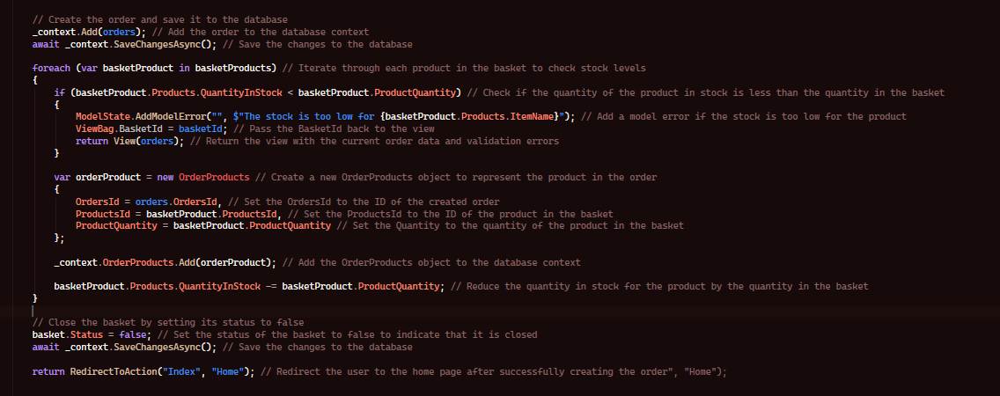 // Create the order and save it to the database
_context.Add(orders); // Add the order to the database context
await _context.SaveChangesAsync(); // Save the changes to the database
foreach (var basketProduct in basketProducts) // Iterate through each product in the basket to check stock levels
{
if (basketProduct.Products.QuantityInStock < basketProduct.ProductQuantity) // Check if the quantity of the product in stock is less than the quantity in the basket
{
ModelState.AddModelError("", $"The stock is too low for {basketProduct.Products.ItemName}"); // Add a model error if the stock is too low for the product
ViewBag.BasketId = basketId; // Pass the BasketId back to the view
return View(orders); // Return the view with the current order data and validation errors
}
var orderProduct = new OrderProducts // Create a new OrderProducts object to represent the product in the order
{
OrdersId = orders.OrdersId, // Set the OrdersId to the ID of the created order
ProductsId = basketProduct.ProductsId, // Set the ProductsId to the ID of the product in the basket
ProductQuantity = basketProduct.ProductQuantity // Set the Quantity to the quantity of the product in the basket
};
_context.OrderProducts.Add(orderProduct); // Add the OrderProducts object to the database context
basketProduct.Products.QuantityInStock -= basketProduct.ProductQuantity; // Reduce the quantity in stock for the product by the quantity in the basket
}
// Close the basket by setting its status to false
basket.Status = false; // Set the status of the basket to false to indicate that it is closed
await _context.SaveChangesAsync(); // Save the changes to the database
return RedirectToAction("Index", "Home"); // Redirect the user to the home page after successfully creating the order", "Home");